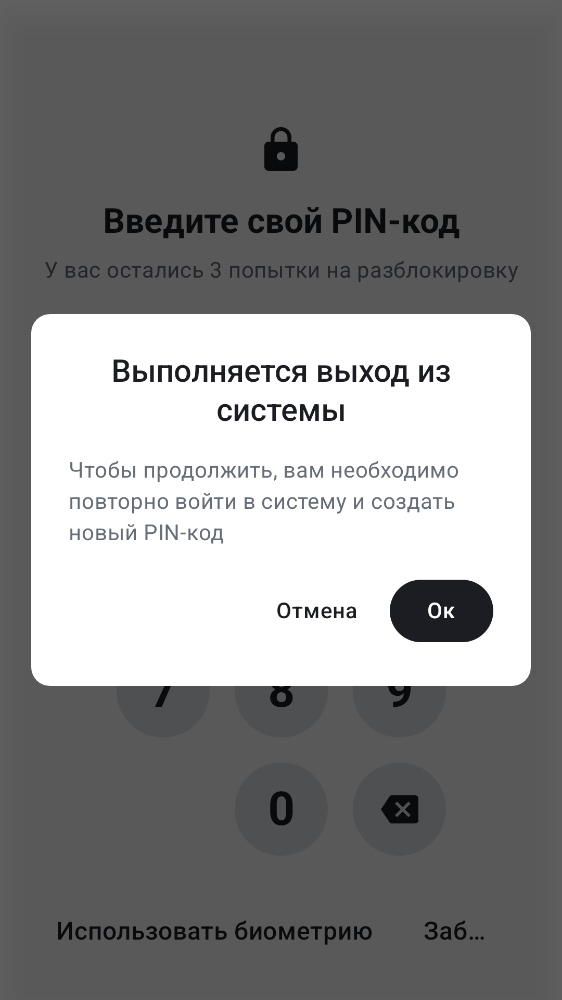 Введите свой PIN-код
У вас остались 3 попытки на разблокировку
Выполняется выход из
системы
Чтобы продолжить, вам необходимо
повторно войти в систему и создать
новый PIN-код
Отмена
Ок
7
8
9
0
Использовать биометрию
Заб...